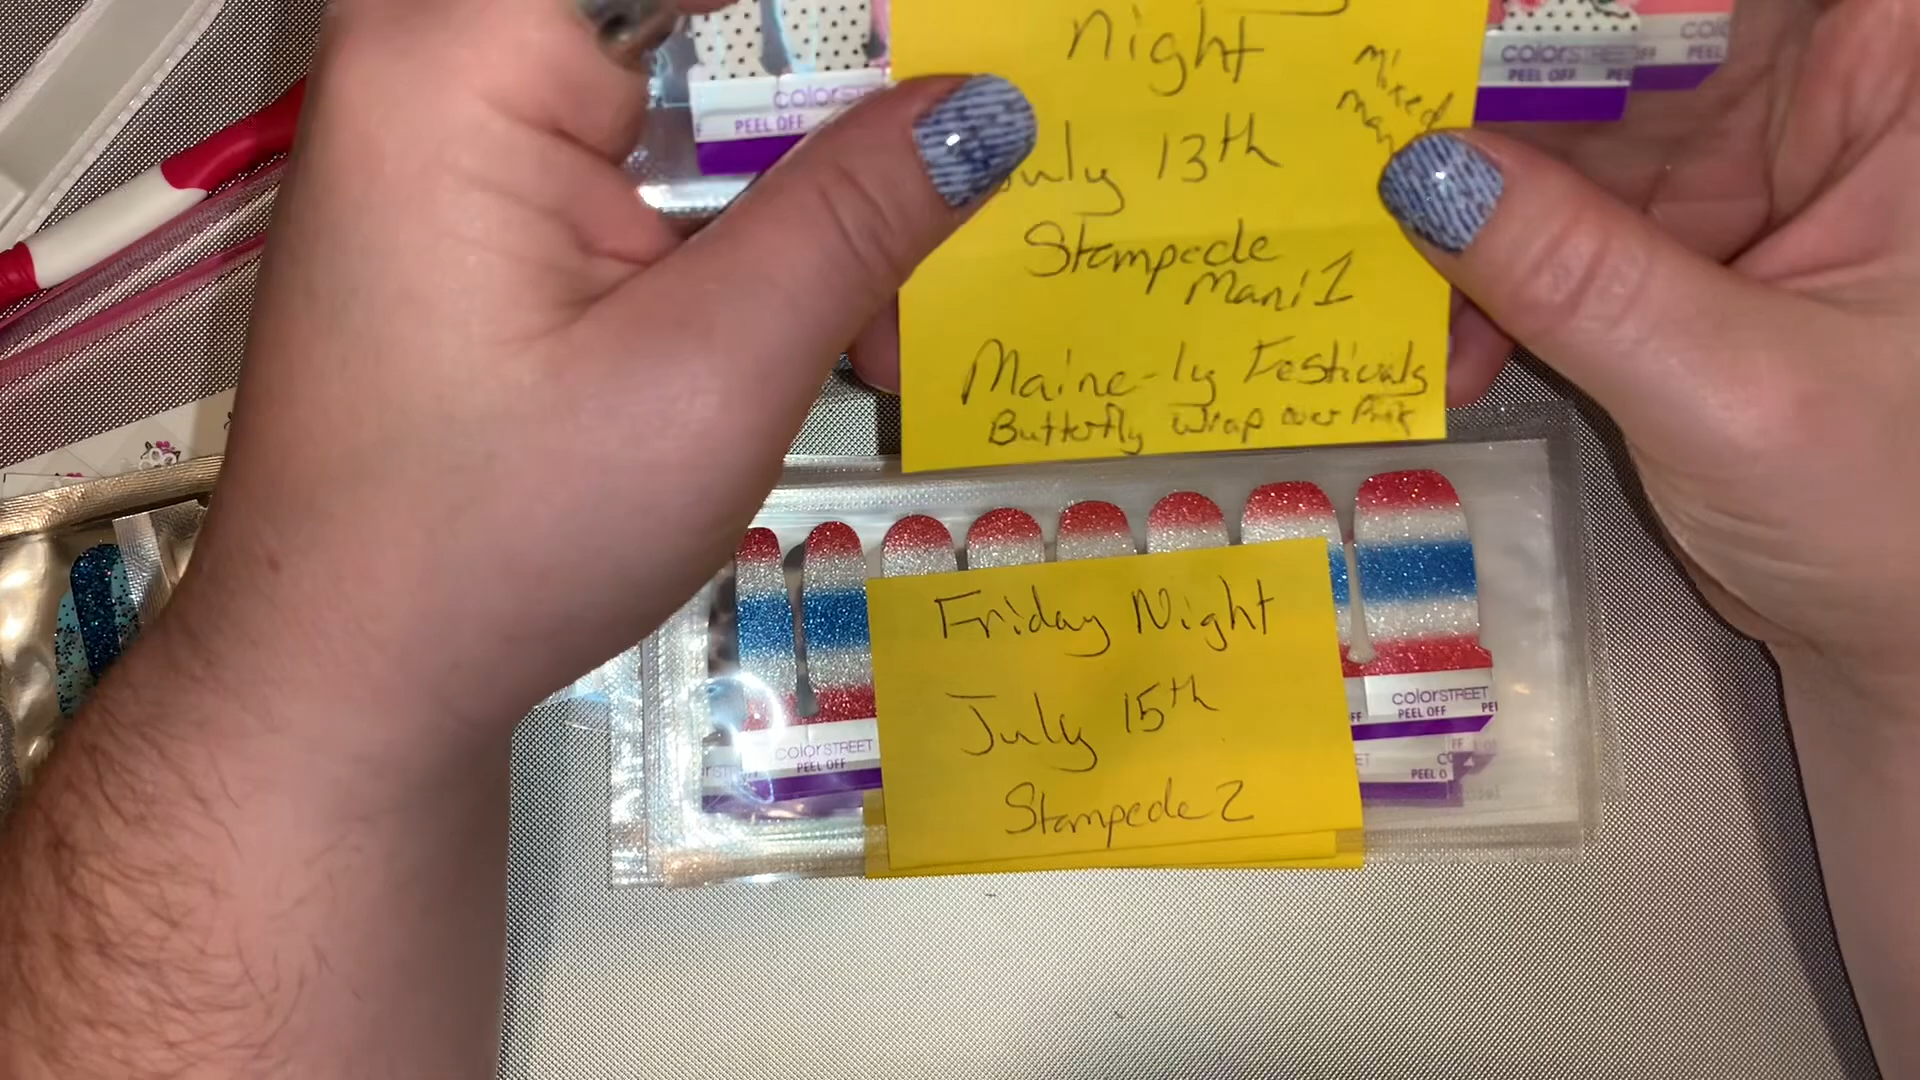 night
mixed
mani
July 13th
Stampede
Mani 1
Maine-ly Festivals
Butterfly wrap over Pink
colorSTREET
PEEL OFF
colorSTREET
PEEL OFF
PEEL
Friday Night
July 15th
Stampede 2
colorSTREET
PEEL OFF
colorSTREET
PEEL OFF